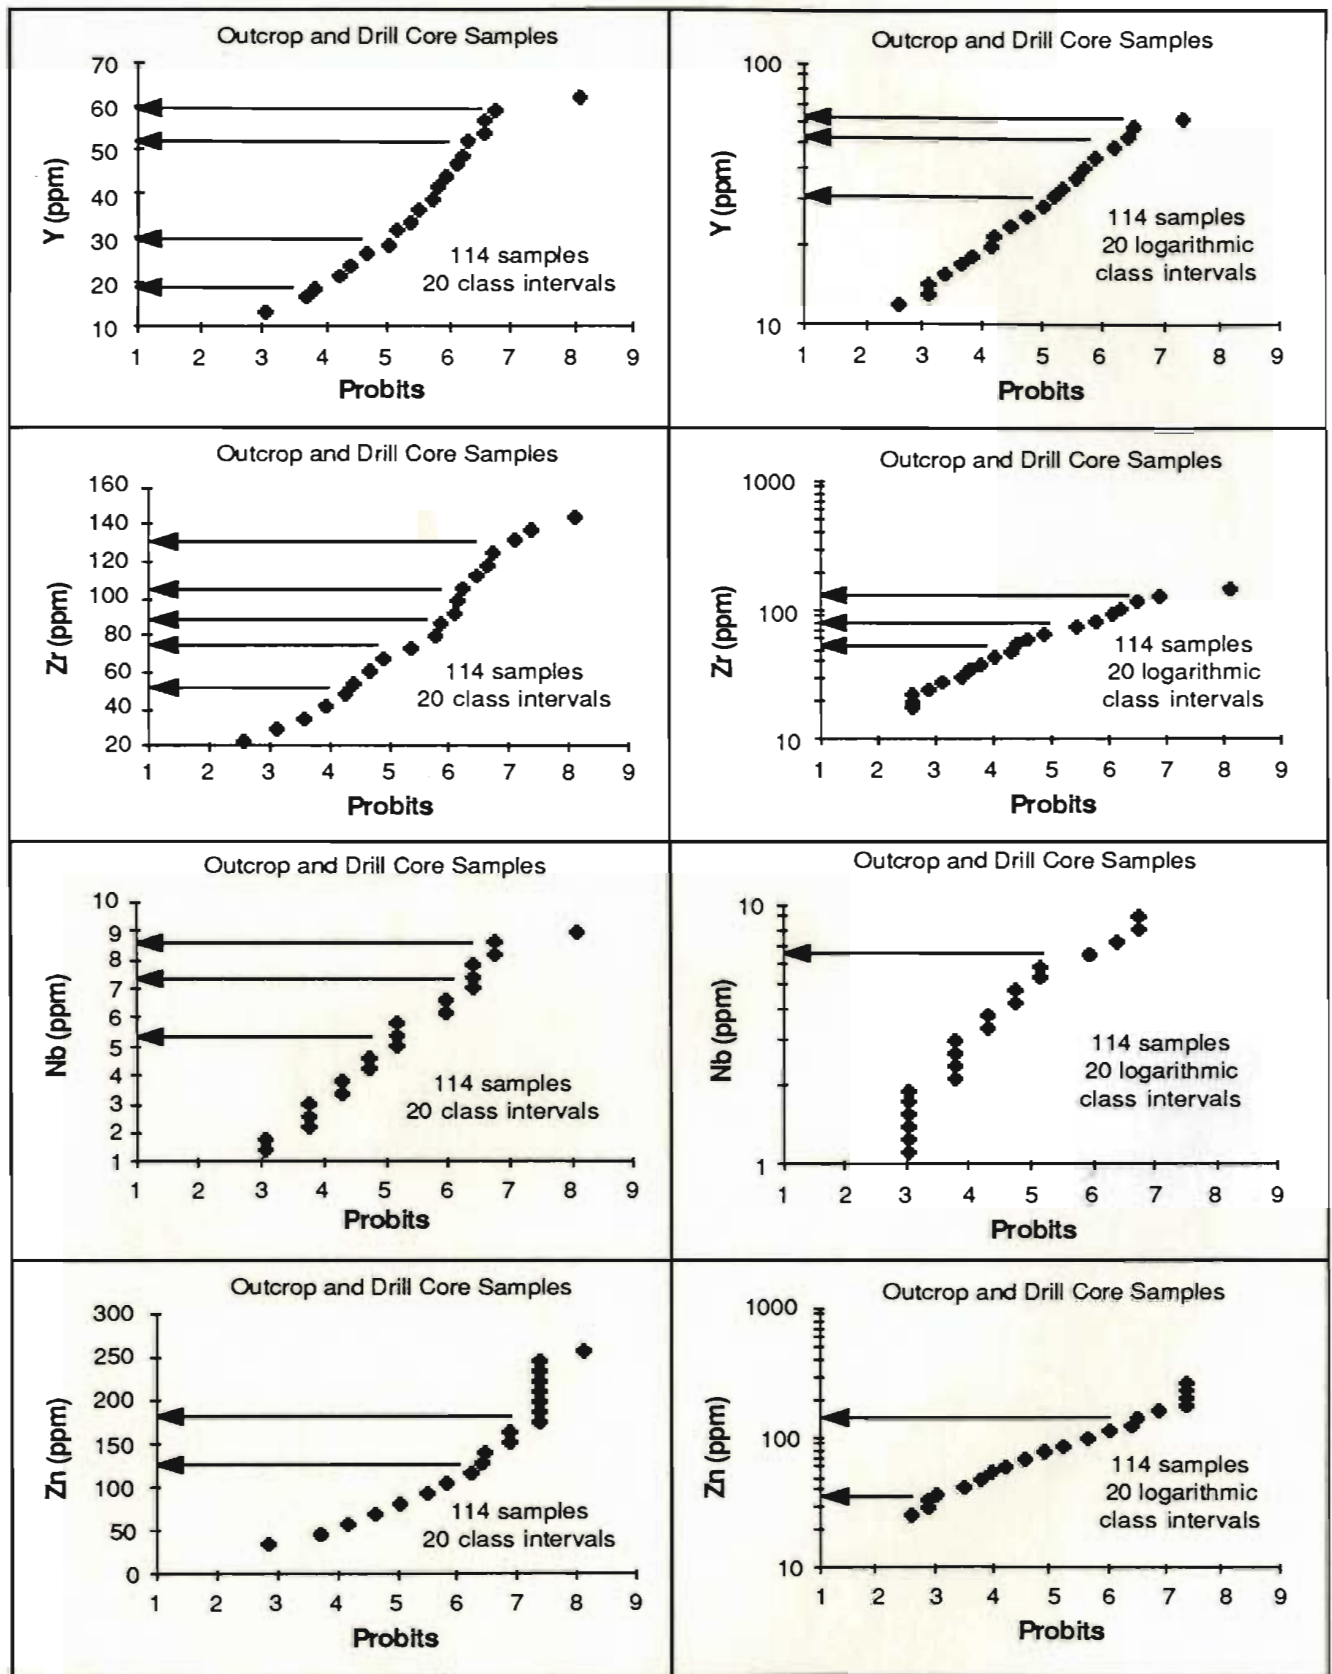 Outcrop and Drill Core Samples
70
60
50
40
30
20
10
Y (ppm)
114 samples
20 class intervals
1 2 3 4 5 6 7 8 9
Probits
Outcrop and Drill Core Samples
100
10
Y (ppm)
114 samples
20 logarithmic
class intervals
1 2 3 4 5 6 7 8 9
Probits
Outcrop and Drill Core Samples
160
140
120
100
80
60
40
20
Zr (ppm)
114 samples
20 class intervals
1 2 3 4 5 6 7 8 9
Probits
Outcrop and Drill Core Samples
1000
100
10
Zr (ppm)
114 samples
20 logarithmic
class intervals
1 2 3 4 5 6 7 8 9
Probits
Outcrop and Drill Core Samples
10
9
8
7
6
5
4
3
2
1
Nb (ppm)
114 samples
20 class intervals
1 2 3 4 5 6 7 8 9
Probits
Outcrop and Drill Core Samples
10
1
Nb (ppm)
114 samples
20 logarithmic
class intervals
1 2 3 4 5 6 7 8 9
Probits
Outcrop and Drill Core Samples
300
250
200
150
100
50
0
Zn (ppm)
114 samples
20 class intervals
1 2 3 4 5 6 7 8 9
Probits
Outcrop and Drill Core Samples
1000
100
10
Zn (ppm)
114 samples
20 logarithmic
class intervals
1 2 3 4 5 6 7 8 9
Probits